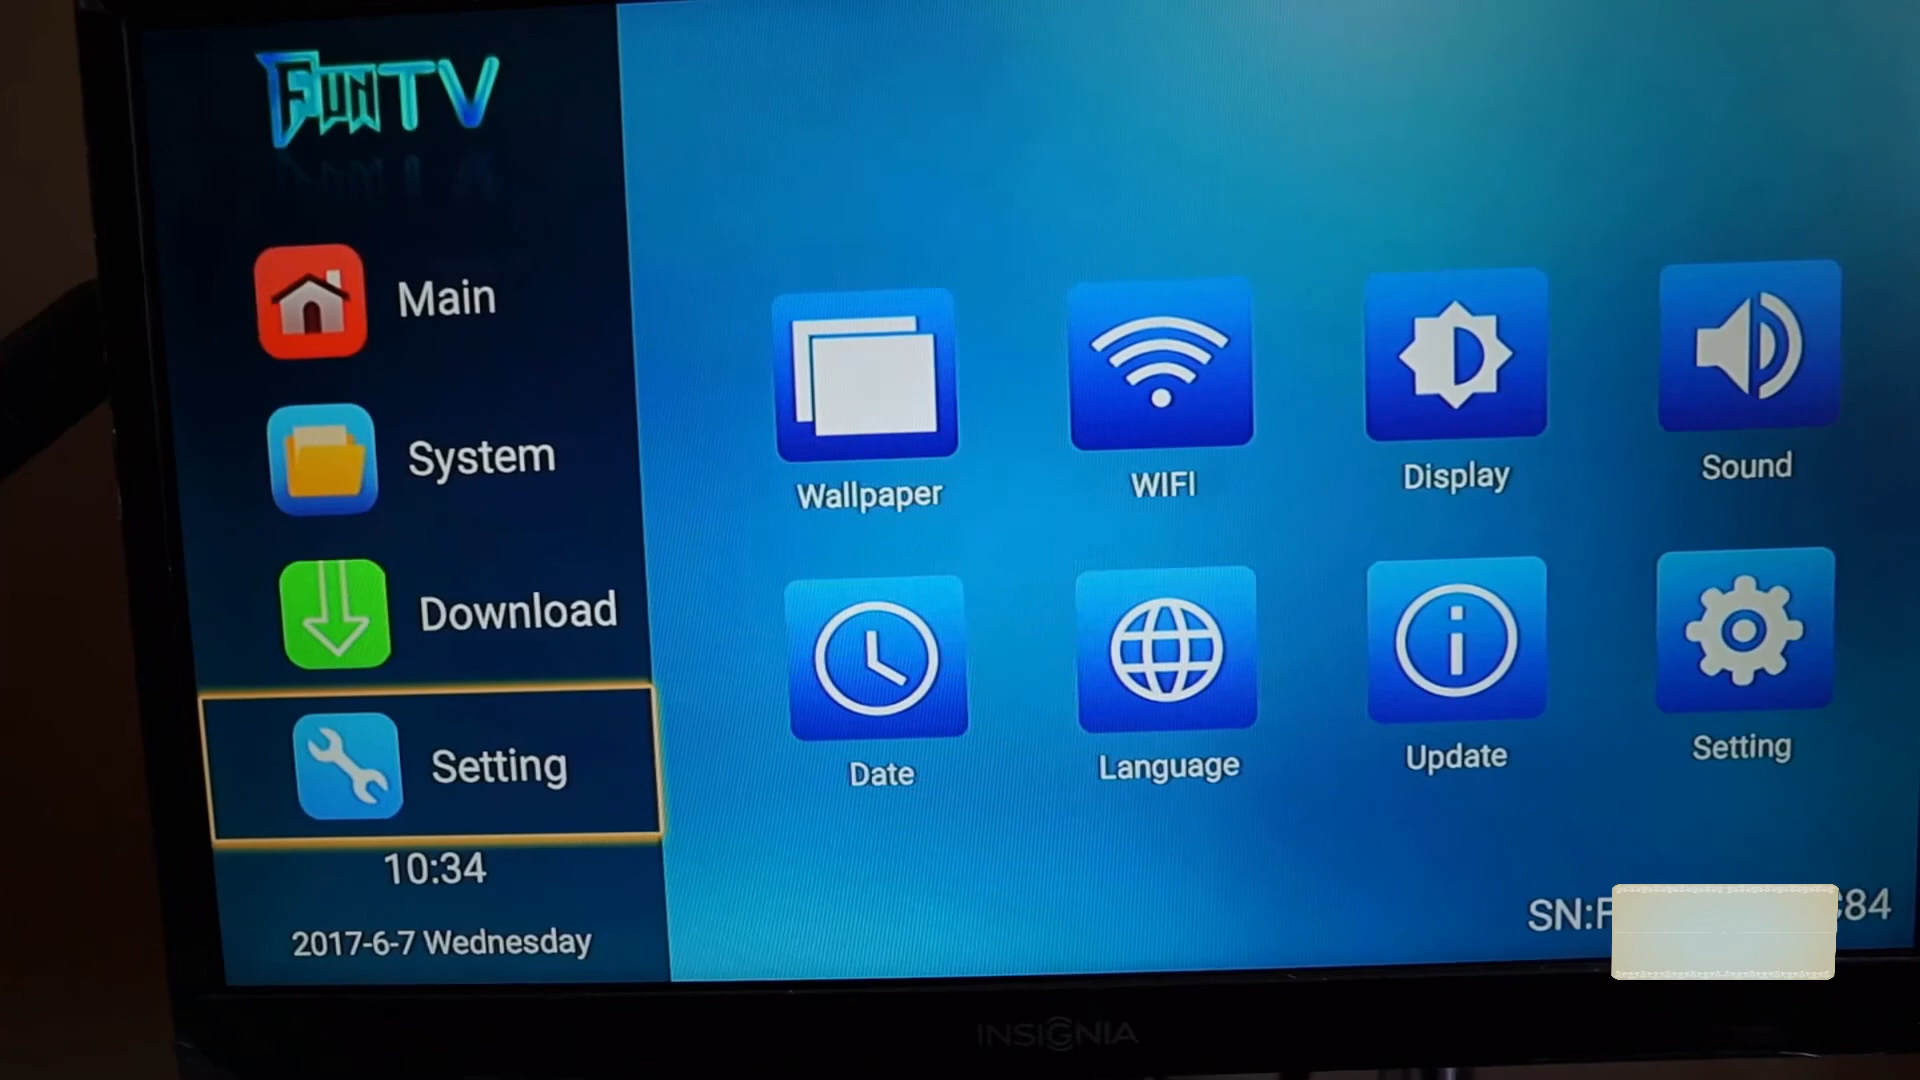 FunTV
Main
System
Download
Setting
10:34
2017-6-7 Wednesday
Wallpaper
WIFI
Display
Sound
Date
Language
Update
Setting
SN:F
84
INSIGNIA